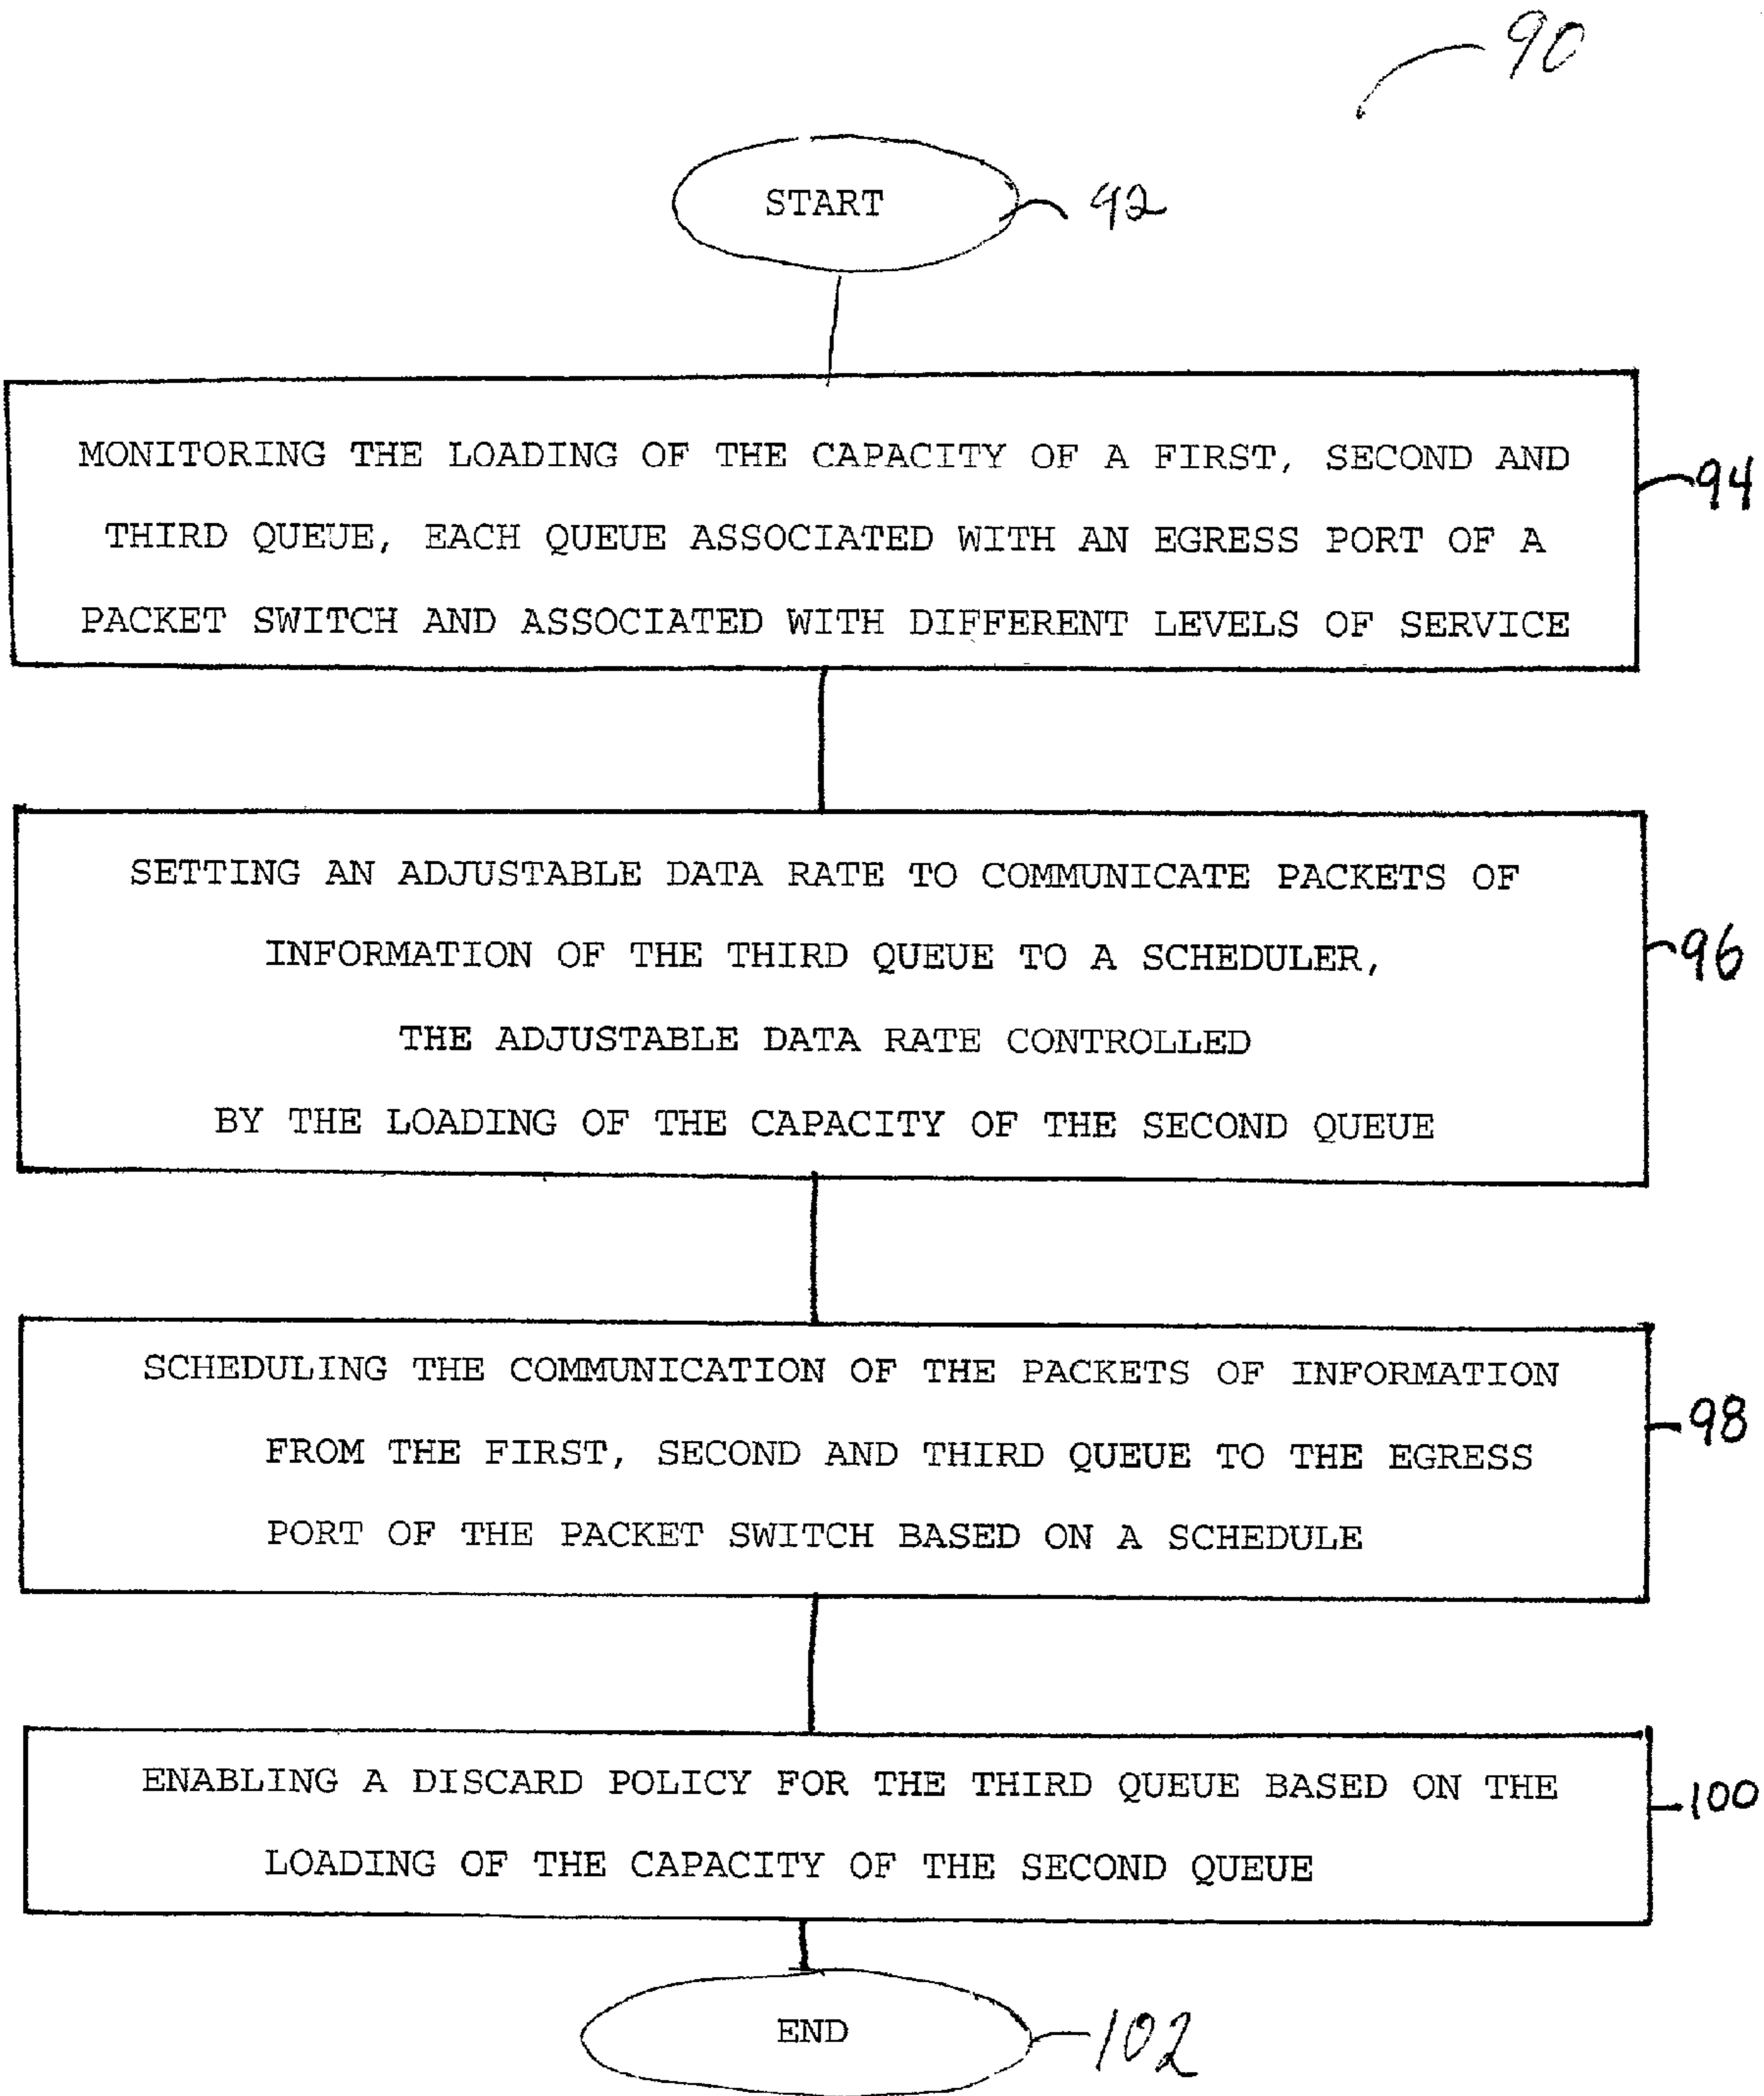 90
START
92
MONITORING THE LOADING OF THE CAPACITY OF A FIRST, SECOND AND
THIRD QUEUE, EACH QUEUE ASSOCIATED WITH AN EGRESS PORT OF A
PACKET SWITCH AND ASSOCIATED WITH DIFFERENT LEVELS OF SERVICE
94
SETTING AN ADJUSTABLE DATA RATE TO COMMUNICATE PACKETS OF
INFORMATION OF THE THIRD QUEUE TO A SCHEDULER,
THE ADJUSTABLE DATA RATE CONTROLLED
BY THE LOADING OF THE CAPACITY OF THE SECOND QUEUE
96
SCHEDULING THE COMMUNICATION OF THE PACKETS OF INFORMATION
FROM THE FIRST, SECOND AND THIRD QUEUE TO THE EGRESS
PORT OF THE PACKET SWITCH BASED ON A SCHEDULE
98
ENABLING A DISCARD POLICY FOR THE THIRD QUEUE BASED ON THE
LOADING OF THE CAPACITY OF THE SECOND QUEUE
100
END
102